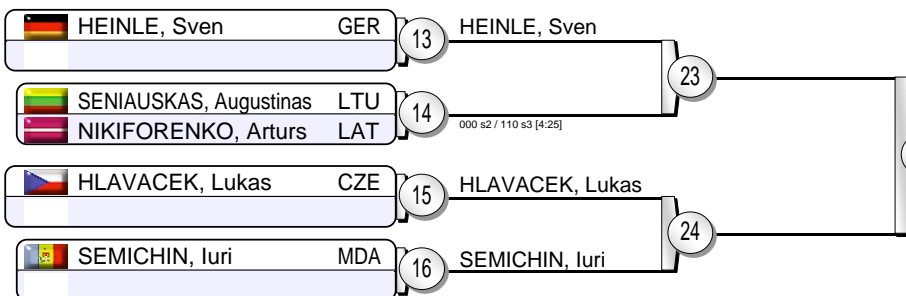 HEINLE, Sven GER
13
HEINLE, Sven
23
SENIAUSKAS, Augustinas LTU
NIKIFORENKO, Arturs LAT
14
000 s2 / 110 s3 [4:25]
HLAVACEK, Lukas CZE
15
HLAVACEK, Lukas
24
SEMICHIN, Iuri MDA
16
SEMICHIN, Iuri